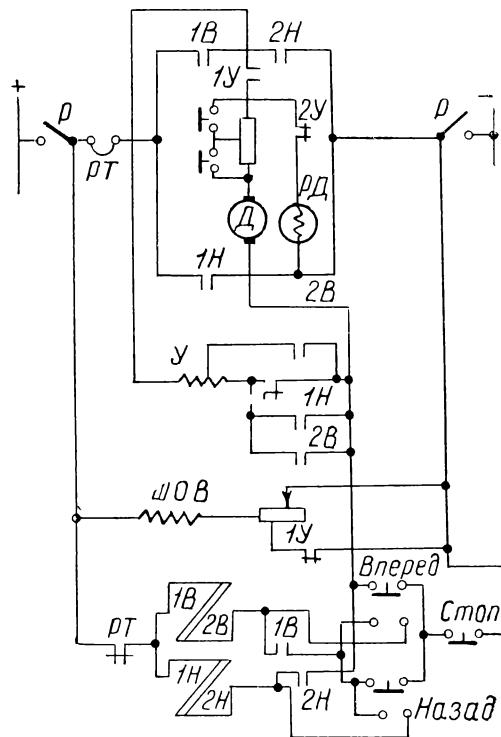 1В 2Н
1У
+ Р РТ 2У Р −
Д РД
1Н
2В
У
1Н
2В
ШОВ
1У
Вперед
РТ 1В 2В 1В Стоп
1Н 2Н 2Н
Назад